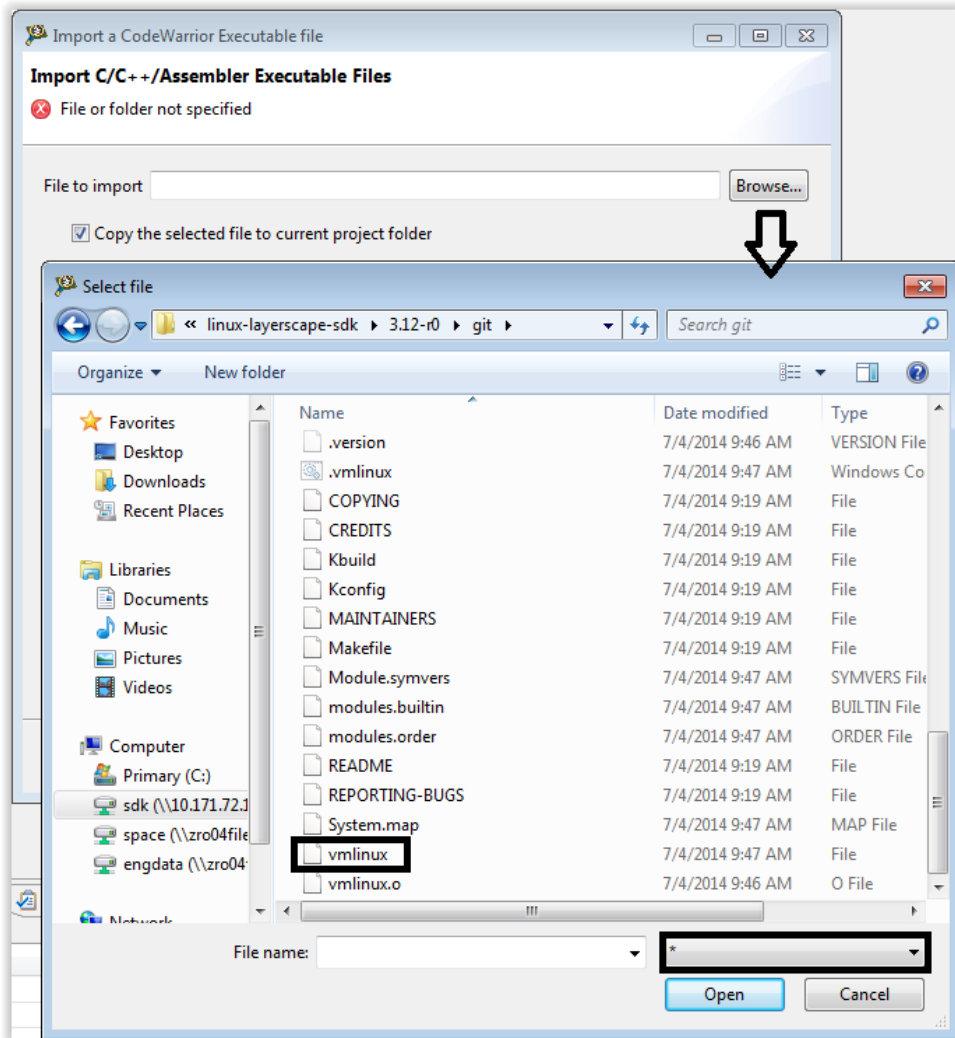 Import a CodeWarrior Executable file
Import C/C++/Assembler Executable Files
File or folder not specified
File to import
Browse...
Copy the selected file to current project folder
Select file
« linux-layerscape-sdk ▸ 3.12-r0 ▸ git ▸
Search git
Organize New folder
Name Date modified Type
Favorites
Desktop
Downloads
Recent Places
Libraries
Documents
Music
Pictures
Videos
Computer
Primary (C:)
sdk (\\10.171.72.1
space (\\zro04file
engdata (\\zro04
Network
.version 7/4/2014 9:46 AM VERSION File
.vmlinux 7/4/2014 9:47 AM Windows Co
COPYING 7/4/2014 9:19 AM File
CREDITS 7/4/2014 9:19 AM File
Kbuild 7/4/2014 9:19 AM File
Kconfig 7/4/2014 9:19 AM File
MAINTAINERS 7/4/2014 9:19 AM File
Makefile 7/4/2014 9:19 AM File
Module.symvers 7/4/2014 9:47 AM SYMVERS File
modules.builtin 7/4/2014 9:47 AM BUILTIN File
modules.order 7/4/2014 9:47 AM ORDER File
README 7/4/2014 9:19 AM File
REPORTING-BUGS 7/4/2014 9:19 AM File
System.map 7/4/2014 9:47 AM MAP File
vmlinux 7/4/2014 9:47 AM File
vmlinux.o 7/4/2014 9:46 AM O File
File name:
*
Open Cancel